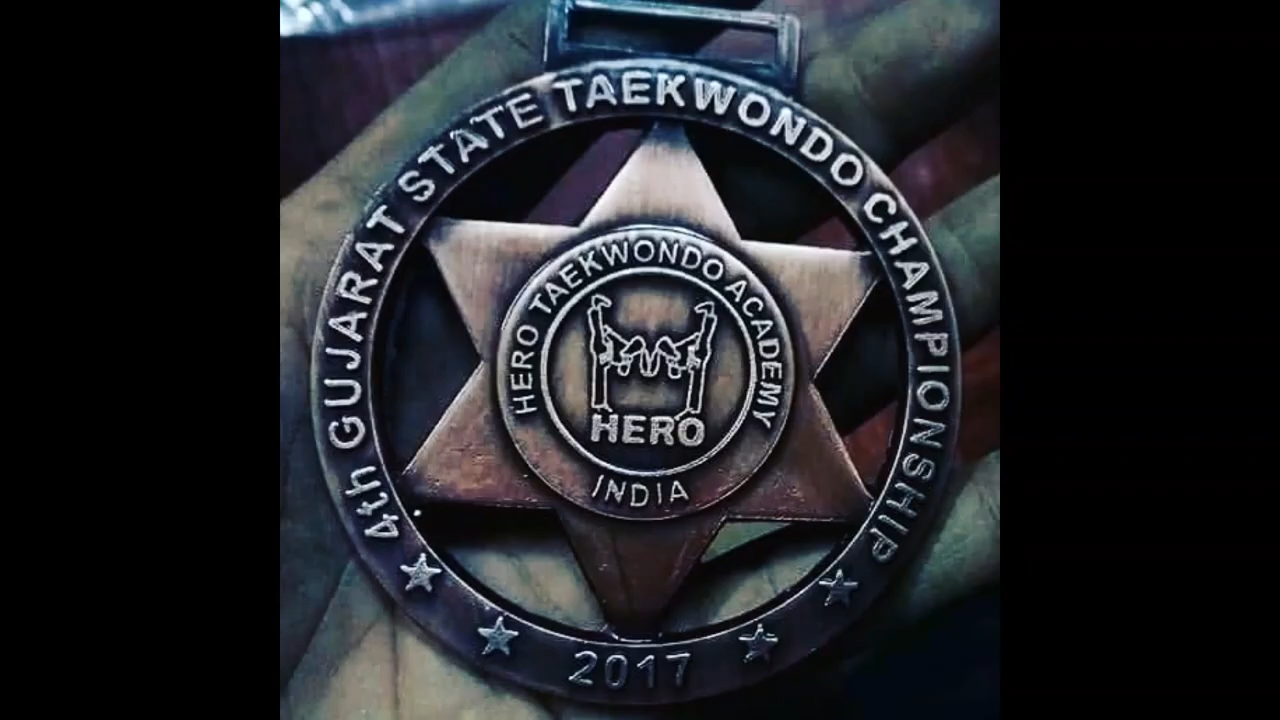 4th GUJARAT STATE TAEKWONDO CHAMPIONSHIP
HERO TAEKWONDO ACADEMY
HERO
INDIA
2017